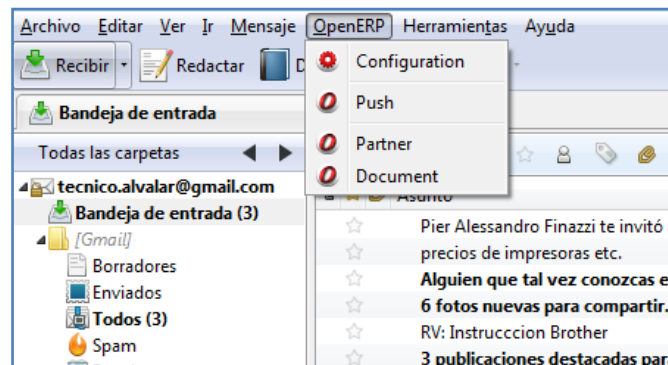 Archivo Editar Ver Ir Mensaje OpenERP Herramientas Ayuda
Recibir Redactar
Configuration
Push
Partner
Document
Bandeja de entrada
Todas las carpetas
tecnico.alvalar@gmail.com
Bandeja de entrada (3)
[Gmail]
Borradores
Enviados
Todos (3)
Spam
Asunto
Pier Alessandro Finazzi te invitó
precios de impresoras etc.
Alguien que tal vez conozcas e
6 fotos nuevas para compartir.
RV: Instrucccion Brother
3 publicaciones destacadas par